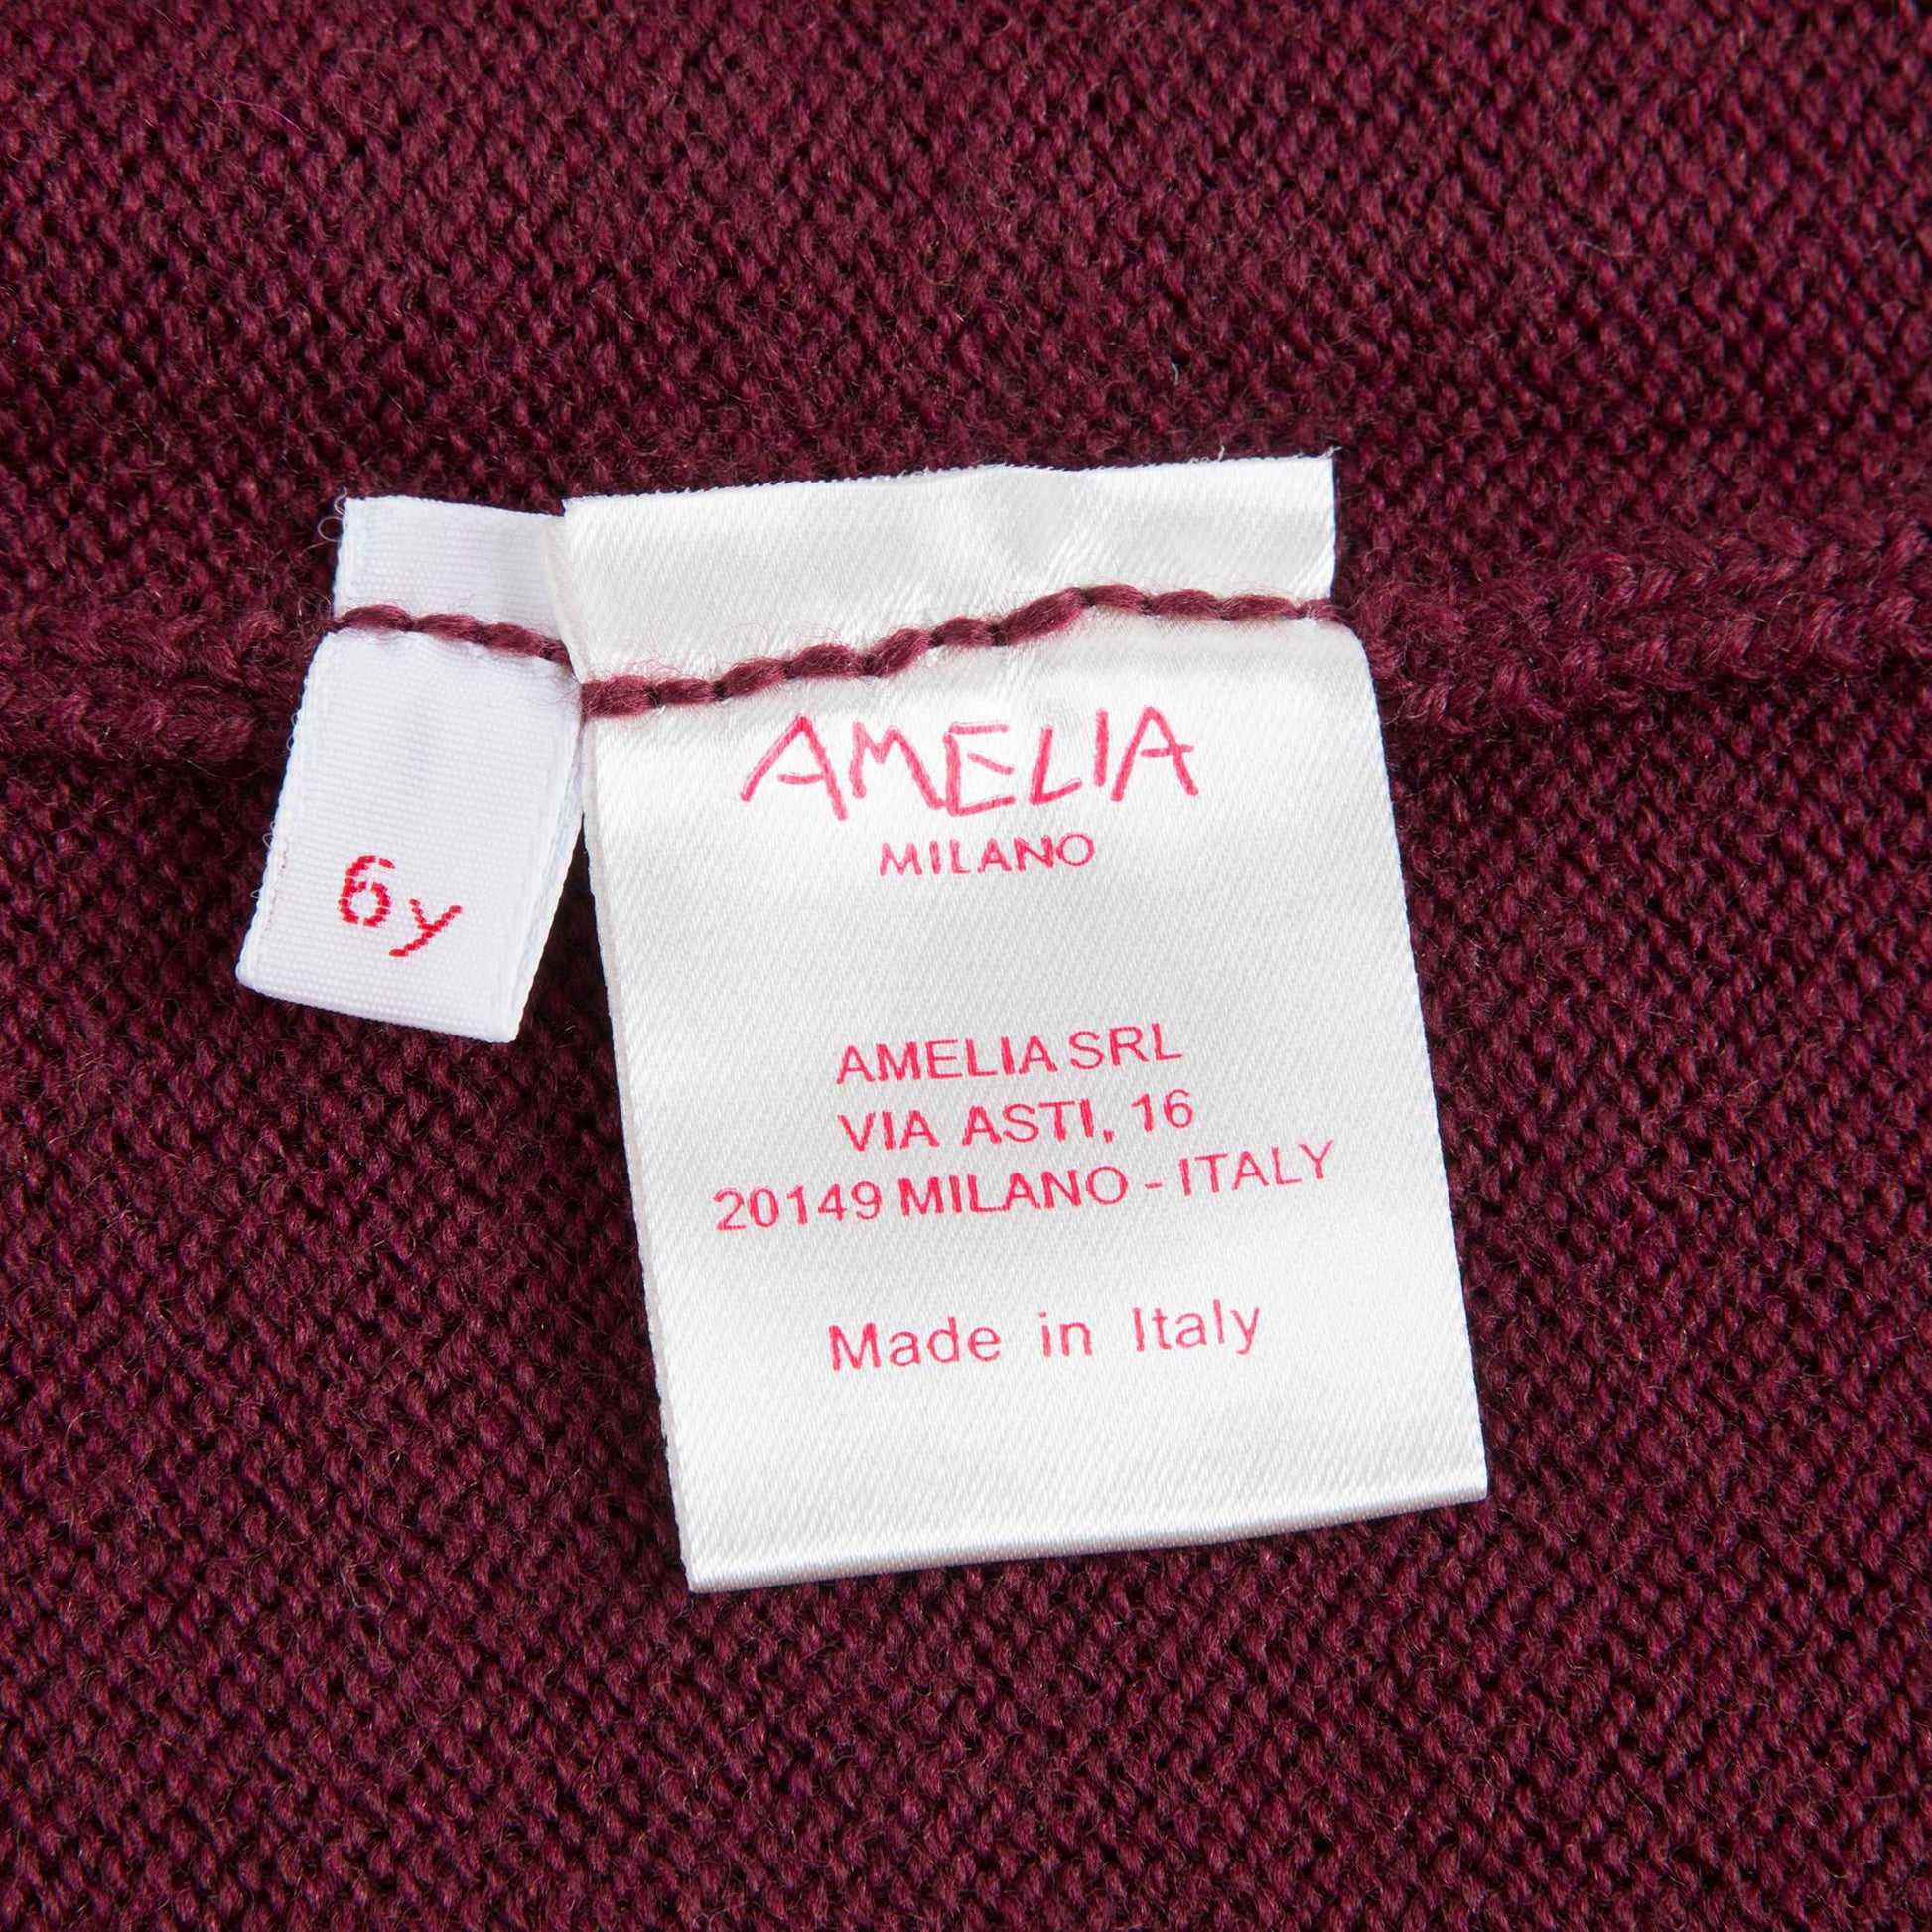 6y
AMELIA
MILANO
AMELIA SRL
VIA ASTI, 16
20149 MILANO - ITALY
Made in Italy